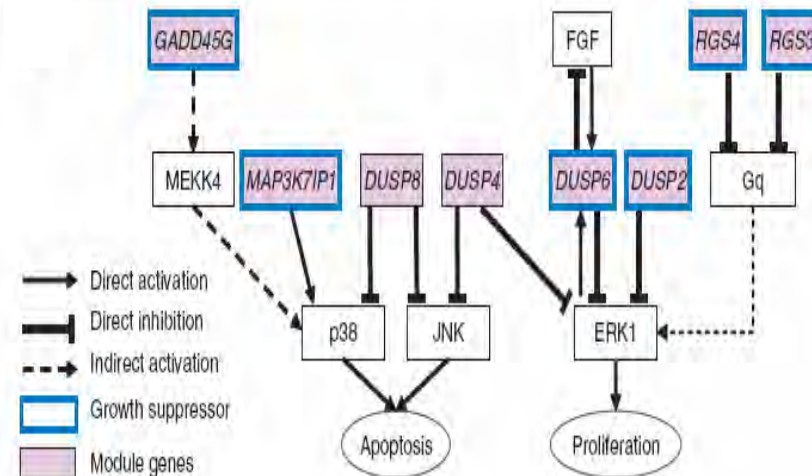 GADD45G
FGF
RGS4
RGS3
MEKK4
MAP3K7IP1
DUSP8
DUSP4
DUSP6
DUSP2
Gq
Direct activation
Direct inhibition
Indirect activation
Growth suppressor
Module genes
p38
JNK
ERK1
Apoptosis
Proliferation